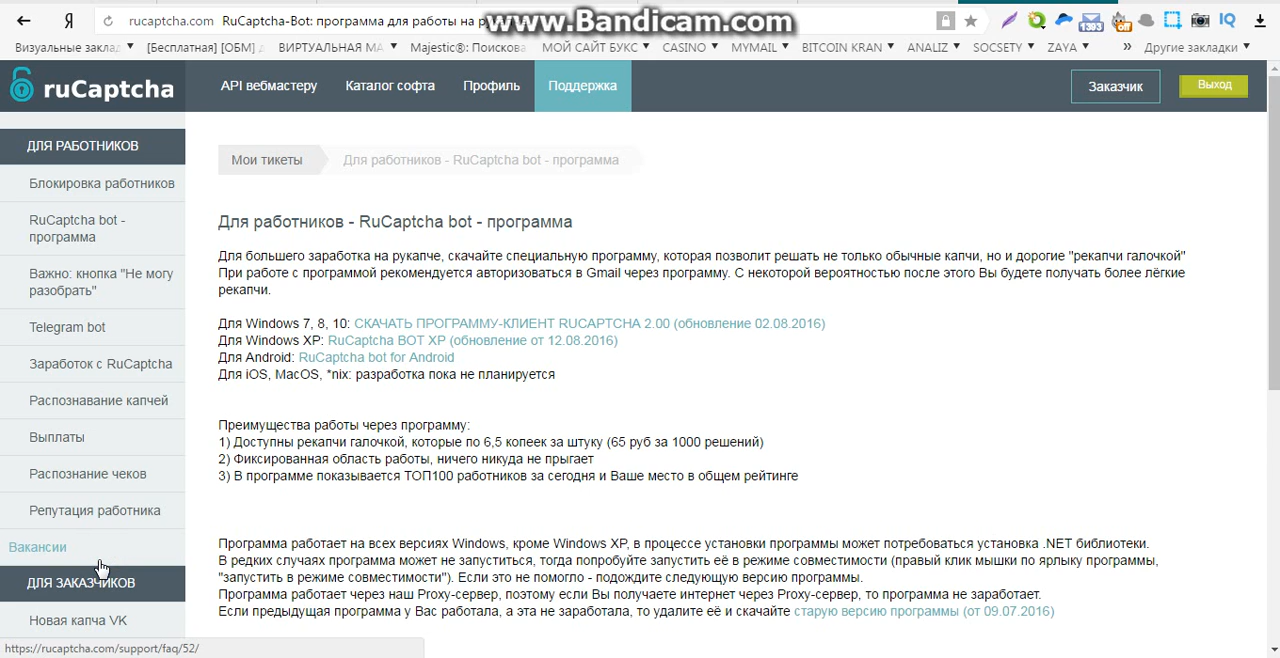 Я
rucaptcha.com RuCaptcha-Bot: программа для работы на
www.Bandicam.com
1393
off
IQ
Визуальные заклад
[Бесплатная] [ОБМ]
ВИРТУАЛЬНАЯ МА
Majestic®: Поискова
МОЙ САЙТ БУКС
CASINO
MYMAIL
BITCOIN KRAN
ANALIZ
SOCSETY
ZAYA
»
Другие закладки
ruCaptcha
API вебмастеру
Каталог софта
Профиль
Поддержка
Заказчик
Выход
ДЛЯ РАБОТНИКОВ
Блокировка работников
RuCaptcha bot -
программа
Важно: кнопка "Не могу
разобрать"
Telegram bot
Заработок с RuCaptcha
Распознавание капчей
Выплаты
Распознание чеков
Репутация работника
Вакансии
ДЛЯ ЗАКАЗЧИКОВ
Новая капча VK
https://rucaptcha.com/support/faq/52/
Мои тикеты
Для работников - RuCaptcha bot - программа
Для работников - RuCaptcha bot - программа
Для большего заработка на рукапче, скачайте специальную программу, которая позволит решать не только обычные капчи, но и дорогие "рекапчи галочкой"
При работе с программой рекомендуется авторизоваться в Gmail через программу. С некоторой вероятностью после этого Вы будете получать более лёгкие
рекапчи.
Для Windows 7, 8, 10: СКАЧАТЬ ПРОГРАММУ-КЛИЕНТ RUCAPTCHA 2.00 (обновление 02.08.2016)
Для Windows XP: RuCaptcha BOT XP (обновление от 12.08.2016)
Для Android: RuCaptcha bot for Android
Для iOS, MacOS, *nix: разработка пока не планируется
Преимущества работы через программу:
1) Доступны рекапчи галочкой, которые по 6,5 копеек за штуку (65 руб за 1000 решений)
2) Фиксированная область работы, ничего никуда не прыгает
3) В программе показывается ТОП100 работников за сегодня и Ваше место в общем рейтинге
Программа работает на всех версиях Windows, кроме Windows XP, в процессе установки программы может потребоваться установка .NET библиотеки.
В редких случаях программа может не запуститься, тогда попробуйте запустить её в режиме совместимости (правый клик мышки по ярлыку программы,
"запустить в режиме совместимости"). Если это не помогло - подождите следующую версию программы.
Программа работает через наш Proxy-сервер, поэтому если Вы получаете интернет через Proxy-сервер, то программа не заработает.
Если предыдущая программа у Вас работала, а эта не заработала, то удалите её и скачайте старую версию программы (от 09.07.2016)